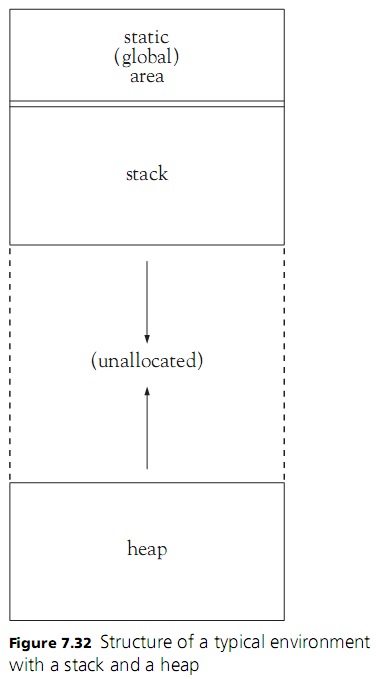 static
(global)
area
stack
(unallocated)
heap
Figure 7.32 Structure of a typical environment
with a stack and a heap